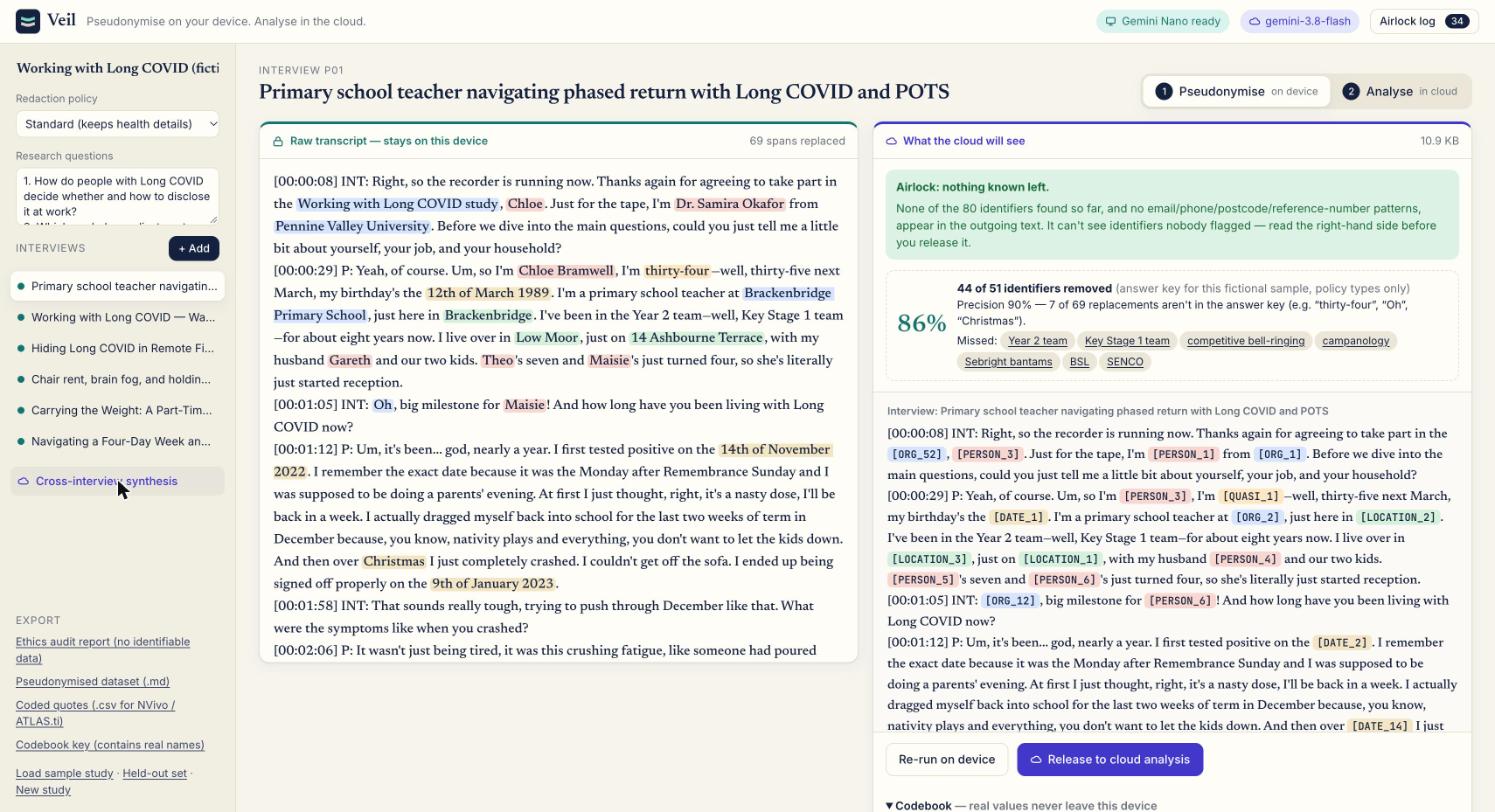 Veil
Pseudonymise on your device. Analyse in the cloud.
Gemini Nano ready
gemini-3.8-flash
Airlock log 34
Working with Long COVID (ficti
Redaction policy
Standard (keeps health details)
Research questions
1. How do people with Long COVID
decide whether and how to disclose
it at work?
INTERVIEWS
+ Add
Primary school teacher navigatin...
Working with Long COVID — Wa...
Hiding Long COVID in Remote Fi...
Chair rent, brain fog, and holdin...
Carrying the Weight: A Part-Tim...
Navigating a Four-Day Week an...
Cross-interview synthesis
EXPORT
Ethics audit report (no identifiable
data)
Pseudonymised dataset (.md)
Coded quotes (.csv for NVivo /
ATLAS.ti)
Codebook key (contains real names)
Load sample study · Held-out set ·
New study
INTERVIEW P01
Primary school teacher navigating phased return with Long COVID and POTS
1 Pseudonymise on device
2 Analyse in cloud
Raw transcript — stays on this device
69 spans replaced
[00:00:08] INT: Right, so the recorder is running now. Thanks again for agreeing to take part in
the Working with Long COVID study, Chloe. Just for the tape, I'm Dr. Samira Okafor from
Pennine Valley University. Before we dive into the main questions, could you just tell me a little
bit about yourself, your job, and your household?
[00:00:29] P: Yeah, of course. Um, so I'm Chloe Bramwell, I'm thirty-four—well, thirty-five next
March, my birthday's the 12th of March 1989. I'm a primary school teacher at Brackenbridge
Primary School, just here in Brackenbridge. I've been in the Year 2 team—well, Key Stage 1 team
—for about eight years now. I live over in Low Moor, just on 14 Ashbourne Terrace, with my
husband Gareth and our two kids. Theo's seven and Maisie's just turned four, so she's literally
just started reception.
[00:01:05] INT: Oh, big milestone for Maisie! And how long have you been living with Long
COVID now?
[00:01:12] P: Um, it's been... god, nearly a year. I first tested positive on the 14th of November
2022. I remember the exact date because it was the Monday after Remembrance Sunday and I
was supposed to be doing a parents' evening. At first I just thought, right, it's a nasty dose, I'll be
back in a week. I actually dragged myself back into school for the last two weeks of term in
December because, you know, nativity plays and everything, you don't want to let the kids down.
And then over Christmas I just completely crashed. I couldn't get off the sofa. I ended up being
signed off properly on the 9th of January 2023.
[00:01:58] INT: That sounds really tough, trying to push through December like that. What
were the symptoms like when you crashed?
[00:02:06] P: It wasn't just being tired, it was this crushing fatigue, like someone had poured
What the cloud will see
10.9 KB
Airlock: nothing known left.
None of the 80 identifiers found so far, and no email/phone/postcode/reference-number patterns,
appear in the outgoing text. It can't see identifiers nobody flagged — read the right-hand side before
you release it.
86%
44 of 51 identifiers removed (answer key for this fictional sample, policy types only)
Precision 90% — 7 of 69 replacements aren't in the answer key (e.g. “thirty-four”, “Oh”,
“Christmas”).
Missed: Year 2 team Key Stage 1 team competitive bell-ringing campanology
Sebright bantams BSL SENCO
Interview: Primary school teacher navigating phased return with Long COVID and POTS
[00:00:08] INT: Right, so the recorder is running now. Thanks again for agreeing to take part in the
[ORG_52], [PERSON_3]. Just for the tape, I'm [PERSON_1] from [ORG_1]. Before we dive into the
main questions, could you just tell me a little bit about yourself, your job, and your household?
[00:00:29] P: Yeah, of course. Um, so I'm [PERSON_3], I'm [QUASI_1]—well, thirty-five next March,
my birthday's the [DATE_1]. I'm a primary school teacher at [ORG_2], just here in [LOCATION_2].
I've been in the Year 2 team—well, Key Stage 1 team—for about eight years now. I live over in
[LOCATION_3], just on [LOCATION_1], with my husband [PERSON_4] and our two kids.
[PERSON_5]'s seven and [PERSON_6]'s just turned four, so she's literally just started reception.
[00:01:05] INT: [ORG_12], big milestone for [PERSON_6]! And how long have you been living with
Long COVID now?
[00:01:12] P: Um, it's been... god, nearly a year. I first tested positive on the [DATE_2]. I remember
the exact date because it was the Monday after Remembrance Sunday and I was supposed to be
doing a parents' evening. At first I just thought, right, it's a nasty dose, I'll be back in a week. I actually
dragged myself back into school for the last two weeks of term in December because, you know,
nativity plays and everything, you don't want to let the kids down. And then over [DATE_14] I just
Re-run on device
Release to cloud analysis
▼ Codebook — real values never leave this device